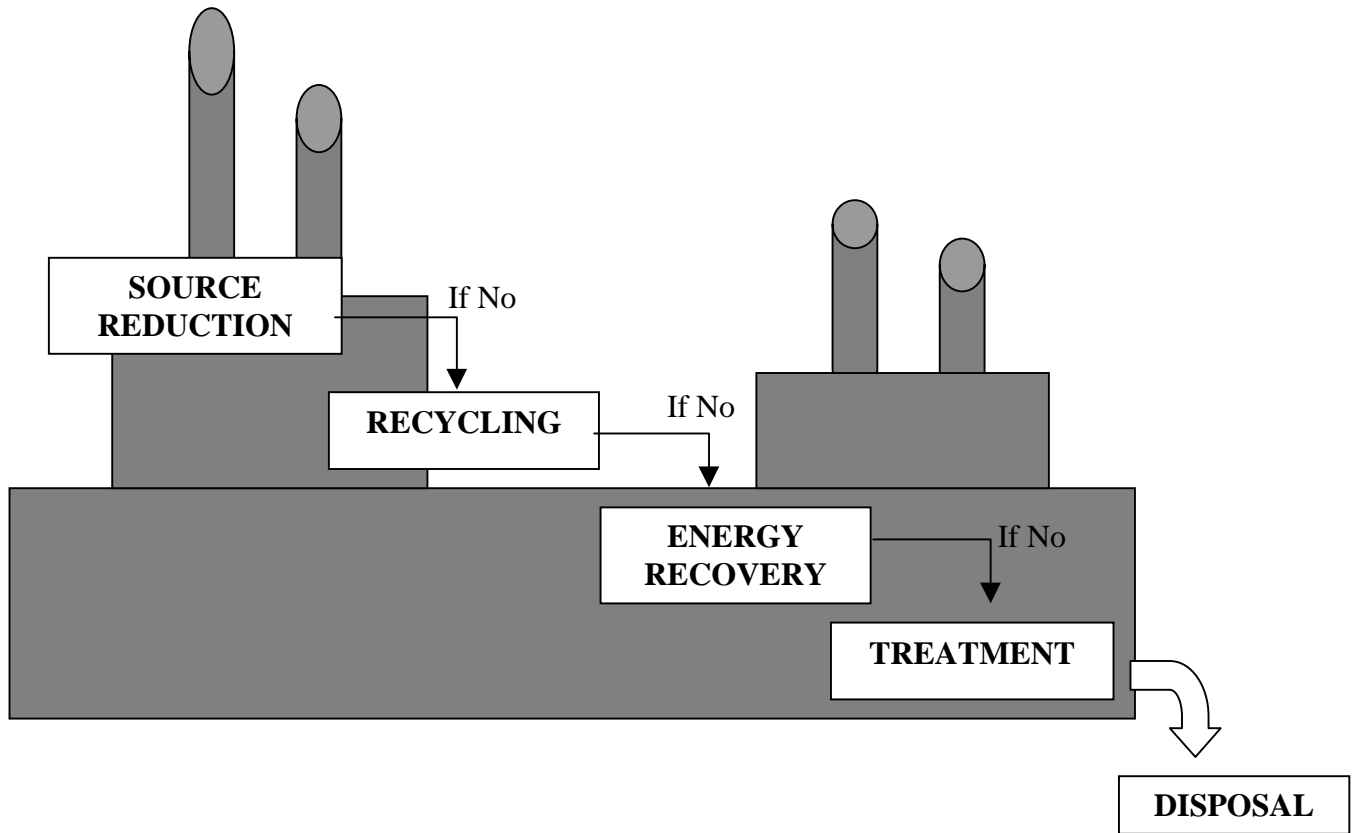 SOURCE
REDUCTION
If No
RECYCLING
If No
ENERGY
RECOVERY
If No
TREATMENT
DISPOSAL